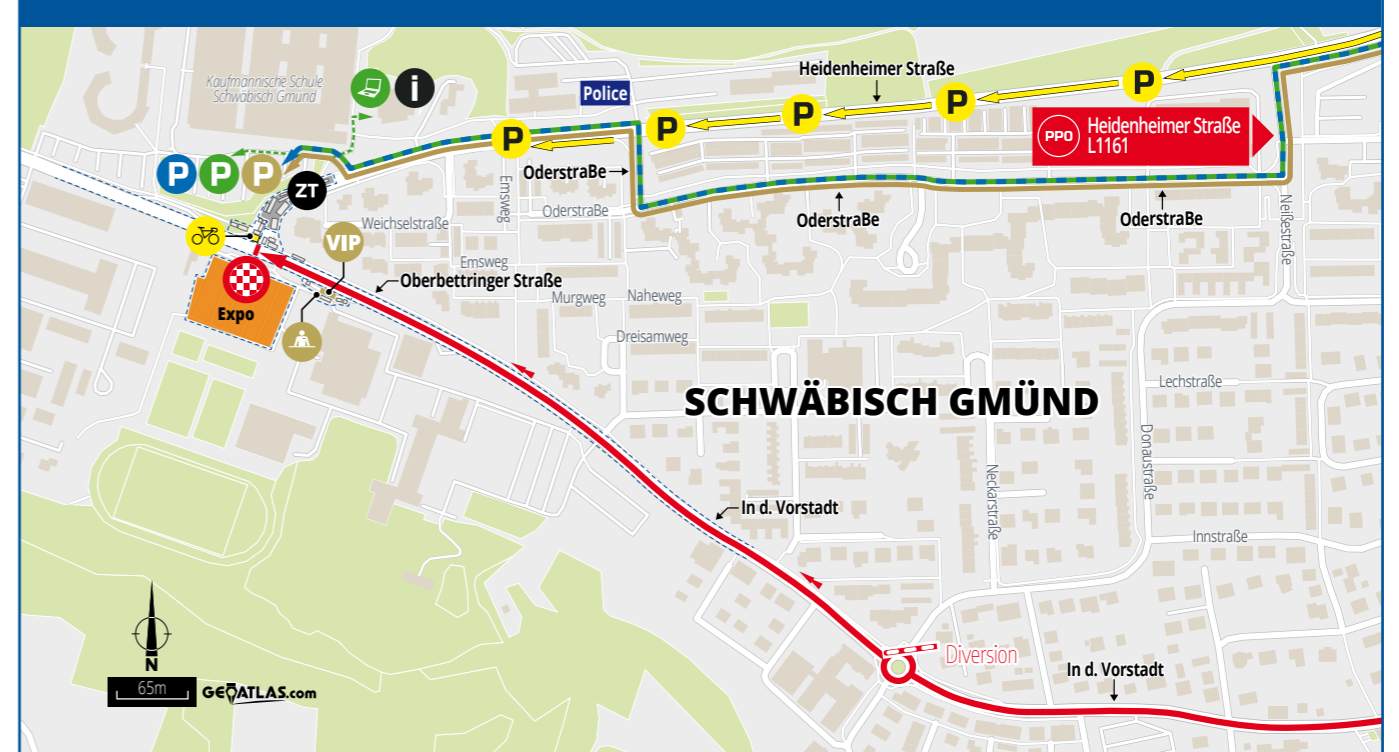 Kaufmännische Schule
Schwäbisch Gmünd
i
Police
Heidenheimer Straße
P
P
P
P
P
PPO
Heidenheimer Straße
L1161
P
P
P
ZT
OderstraBe
Emsweg
OderstraBe
OderstraBe
OderstraBe
Neißestraße
Weichselstraße
VIP
Emsweg
Oberbettringer Straße
Murgweg
Naheweg
Expo
Dreisamweg
SCHWÄBISCH GMÜND
Lechstraße
Donaustraße
Neckarstraße
In d. Vorstadt
Innstraße
Diversion
In d. Vorstadt
N
65m
GEOATLAS.com